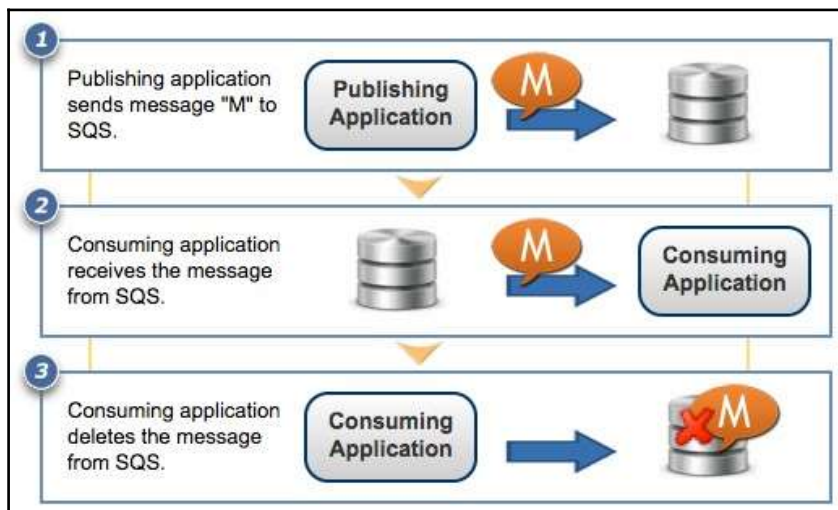 1
Publishing application
sends message "M" to
SQS.
Publishing
Application
M
2
Consuming application
receives the message
from SQS.
M
Consuming
Application
3
Consuming application
deletes the message
from SQS.
Consuming
Application
M